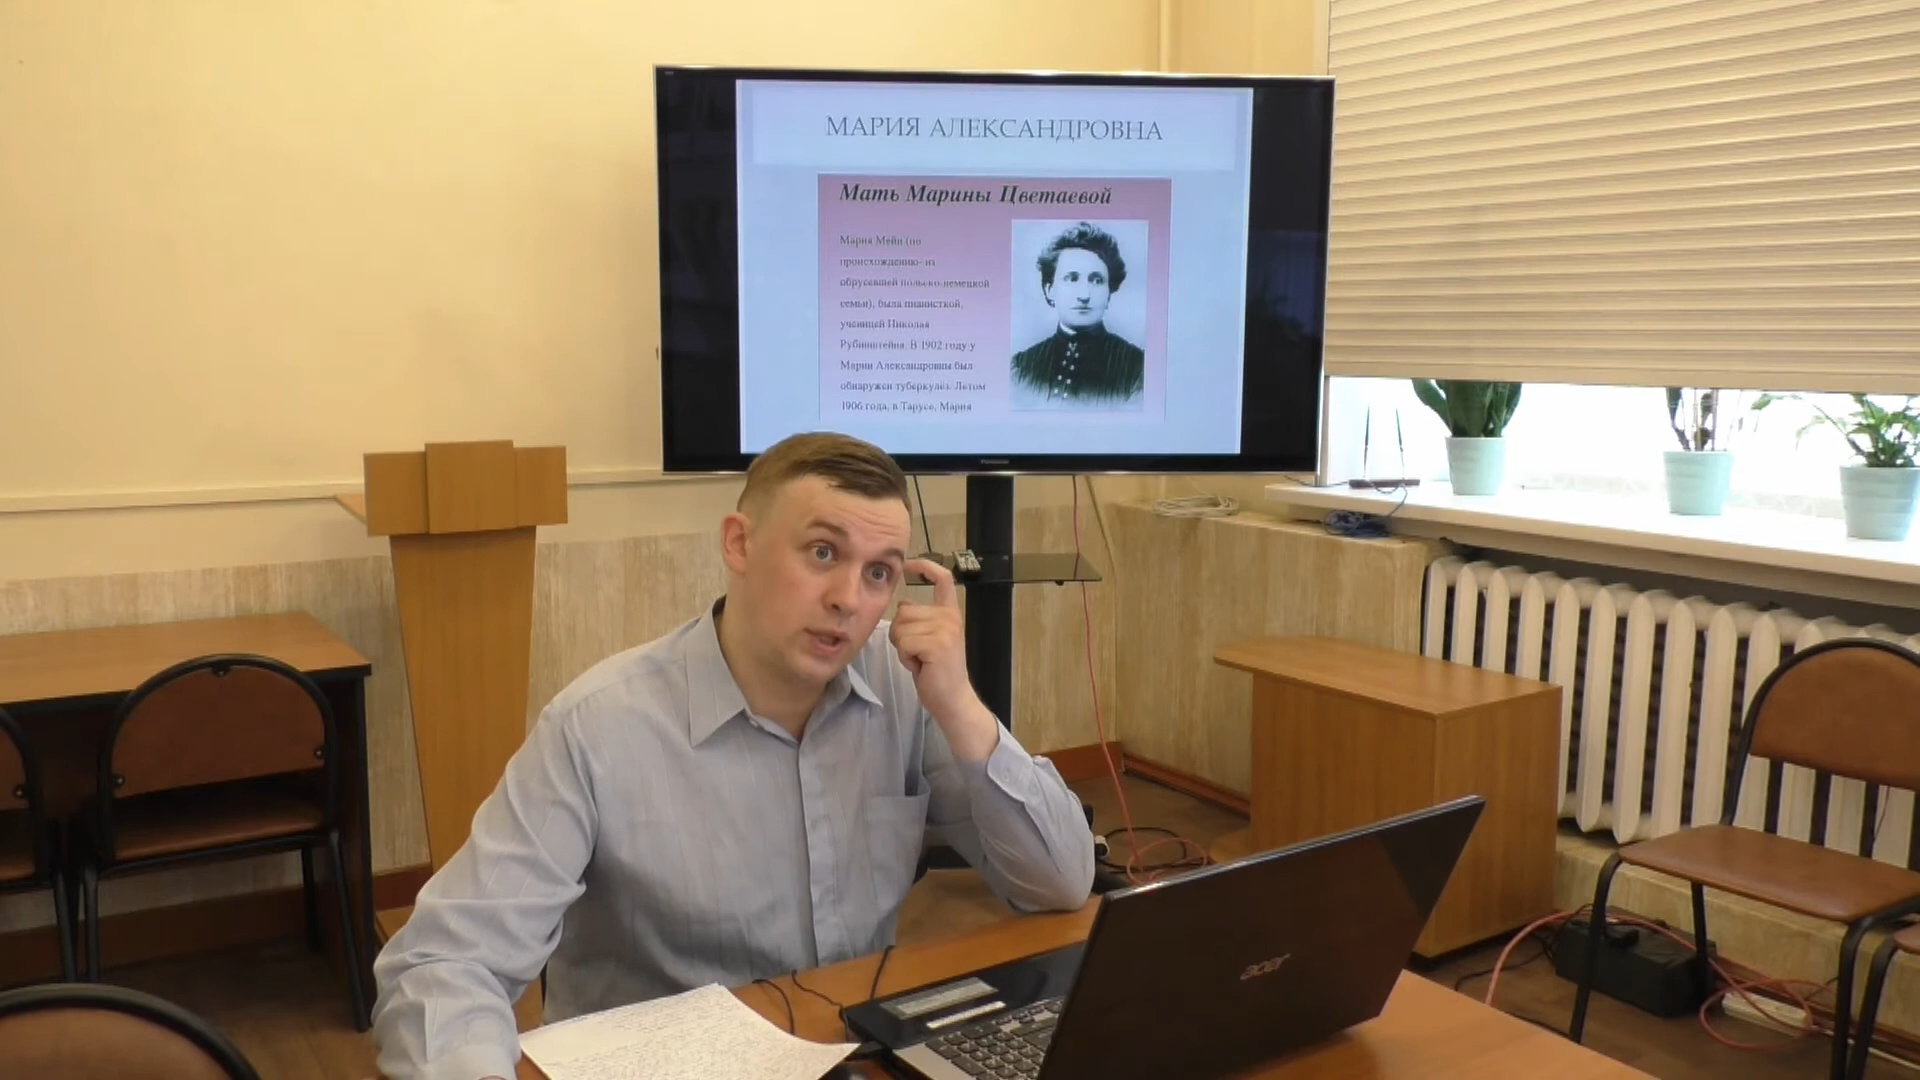 МАРИЯ АЛЕКСАНДРОВНА
Мать Марины Цветаевой
Мария Мейн (по
происхождению- из
обрусевшей польско-немецкой
семьи), была пианисткой,
ученицей Николая
Рубинштейна. В 1902 году у
Марии Александровны был
обнаружен туберкулёз. Летом
1906 года, в Тарусе, Мария
Panasonic
acer